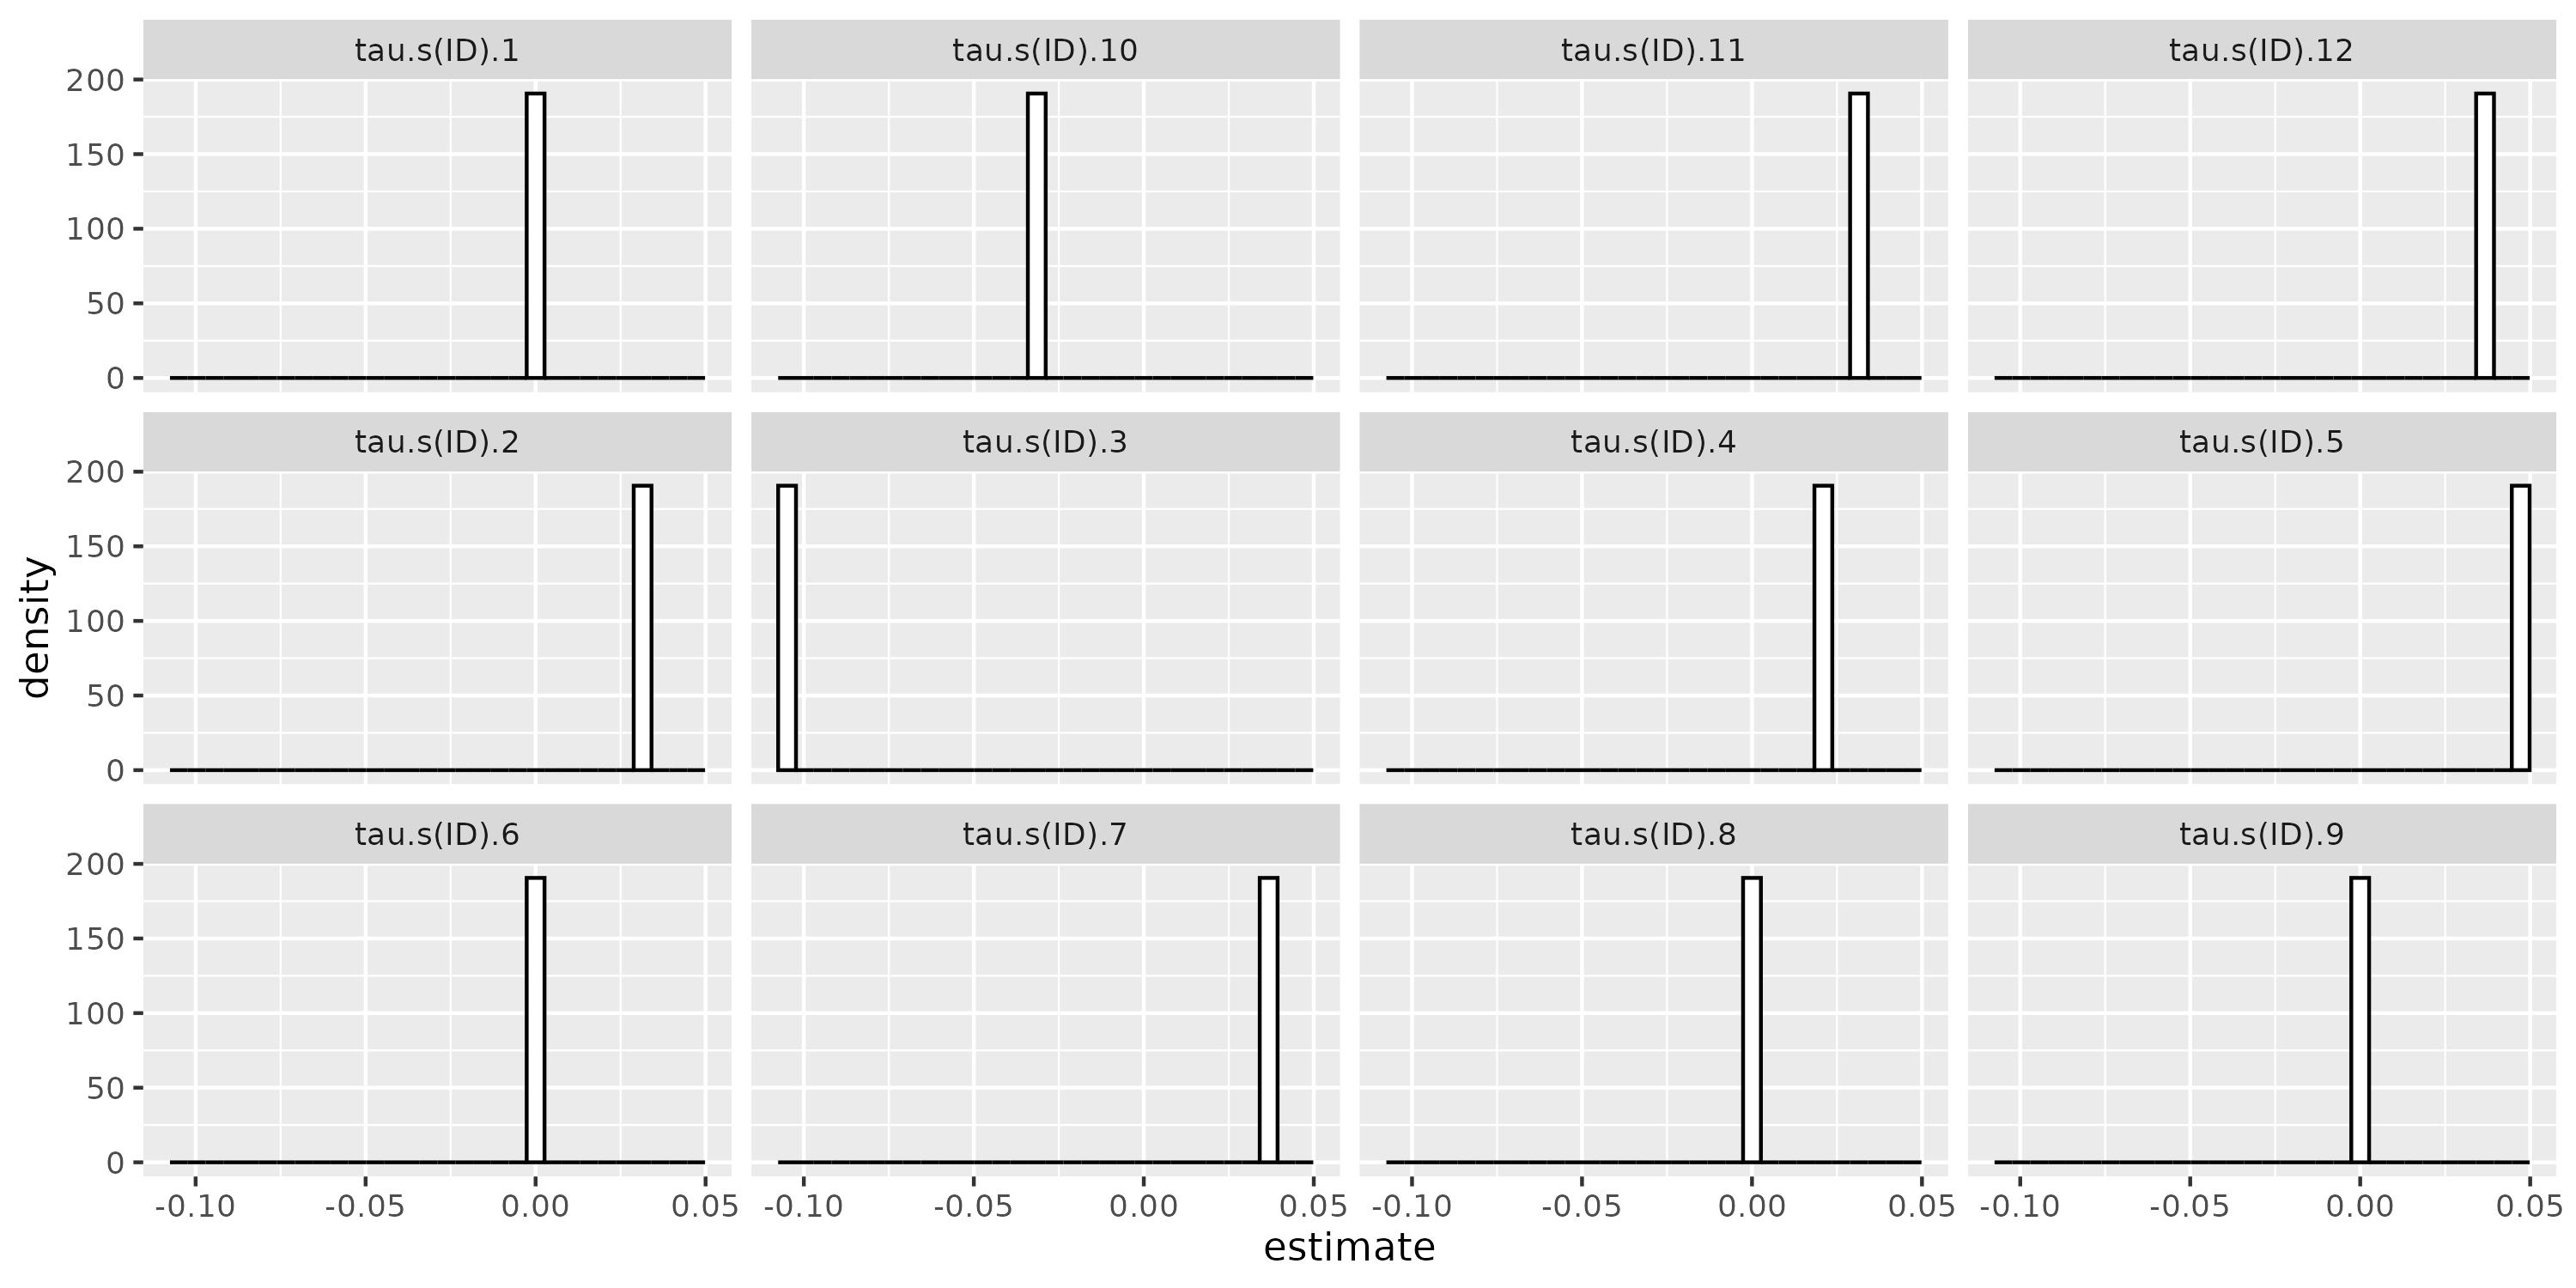 tau.s(ID).1 tau.s(ID).10 tau.s(ID).11 tau.s(ID).12
200
150
100
50
0
tau.s(ID).2 tau.s(ID).3 tau.s(ID).4 tau.s(ID).5
200
150
100
50
0
density
tau.s(ID).6 tau.s(ID).7 tau.s(ID).8 tau.s(ID).9
200
150
100
50
0
-0.10 -0.05 0.00 0.05 -0.10 -0.05 0.00 0.05 -0.10 -0.05 0.00 0.05 -0.10 -0.05 0.00 0.05
estimate